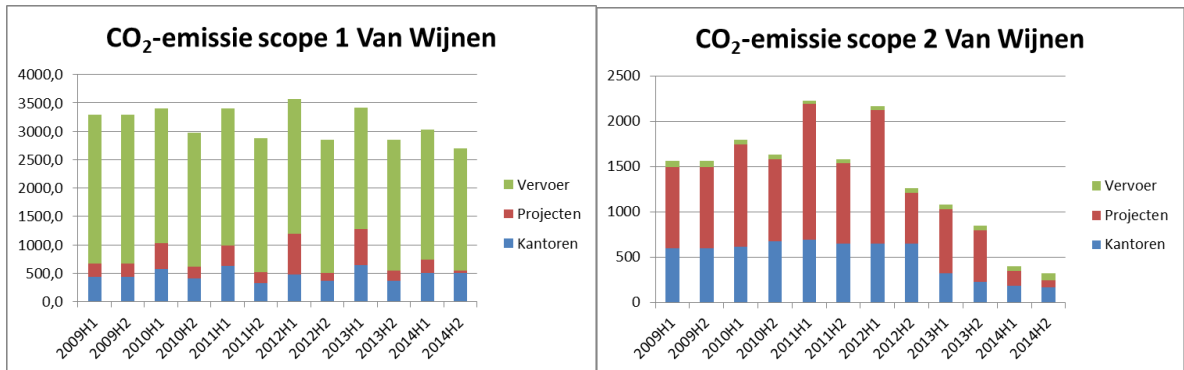 CO₂-emissie scope 1 Van Wijnen
4000,0
3500,0
3000,0
2500,0
2000,0
1500,0
1000,0
500,0
0,0
2009H1
2009H2
2010H1
2010H2
2011H1
2011H2
2012H1
2012H2
2013H1
2013H2
2014H1
2014H2
Vervoer
Projecten
Kantoren
CO₂-emissie scope 2 Van Wijnen
2500
2000
1500
1000
500
0
2009H1
2009H2
2010H1
2010H2
2011H1
2011H2
2012H1
2012H2
2013H1
2013H2
2014H1
2014H2
Vervoer
Projecten
Kantoren